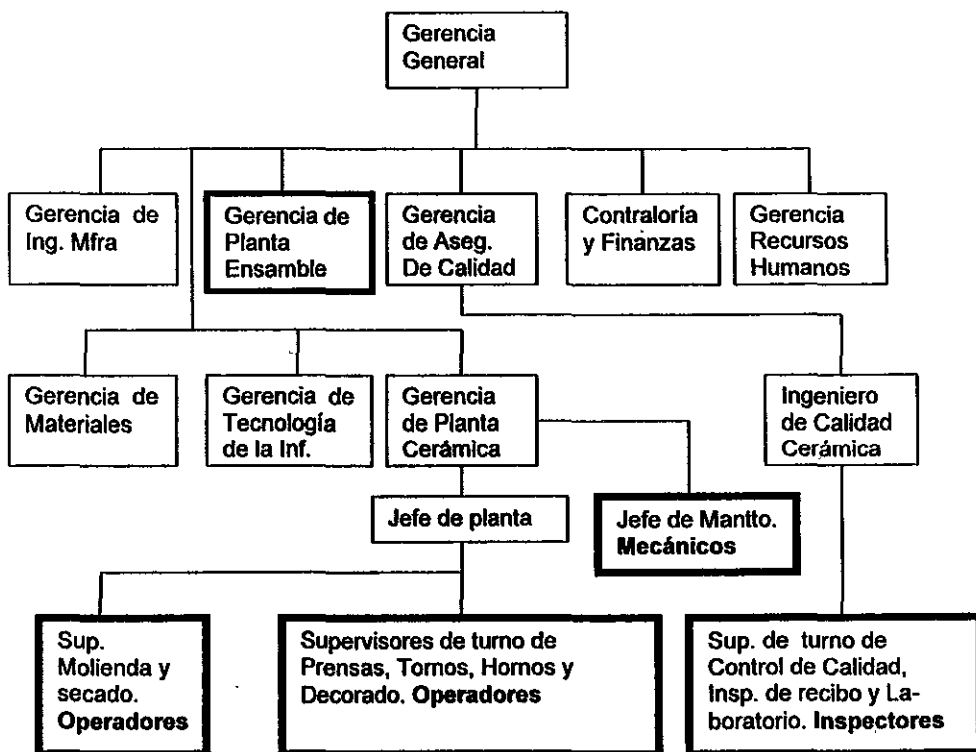 Gerencia
General
Gerencia de
Ing. Mfra
Gerencia de
Planta
Ensamble
Gerencia
de Aseg.
De Calidad
Contraloría
y Finanzas
Gerencia
Recursos
Humanos
Gerencia de
Materiales
Gerencia de
Tecnología
de la Inf.
Gerencia
de Planta
Cerámica
Ingeniero
de Calidad
Cerámica
Jefe de planta
Jefe de Mantto.
Mecánicos
Sup.
Molienda y
secado.
Operadores
Supervisores de turno de
Prensas, Tornos, Hornos y
Decorado. Operadores
Sup. de turno de
Control de Calidad,
Insp. de recibo y La-
boratorio. Inspectores